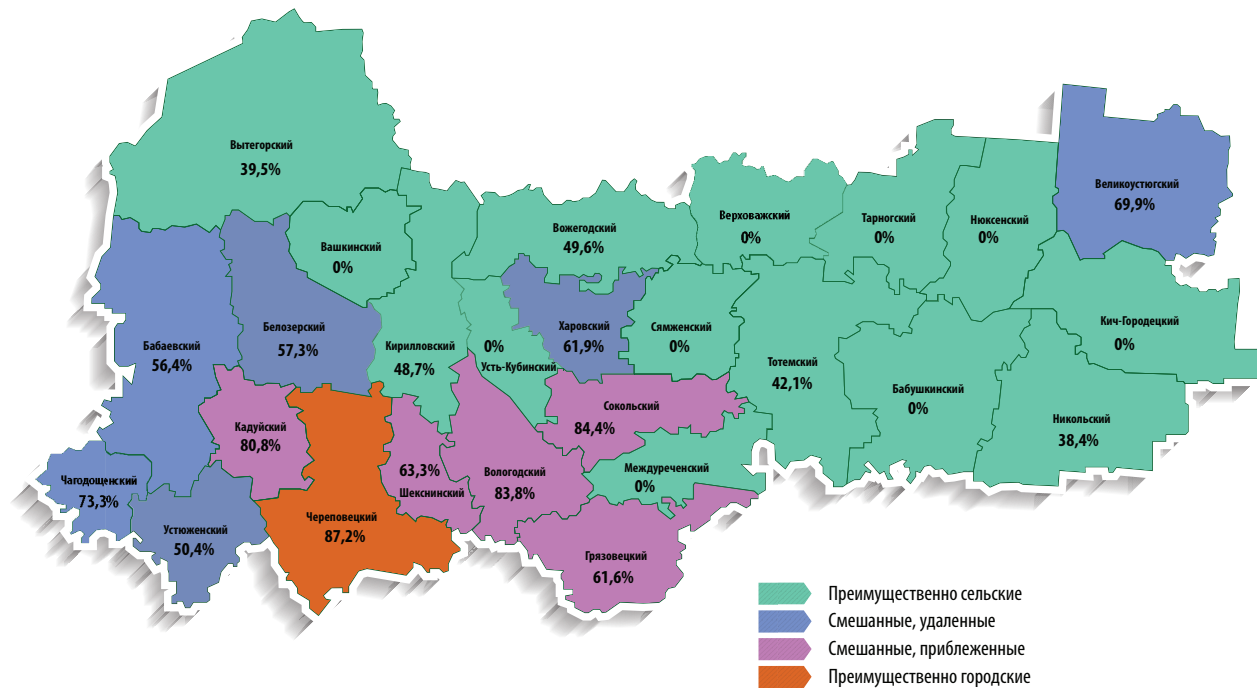 Вытегорский
39,5%
Великоустюгский
69,9%
Вашкинский
0%
Вожегодский
49,6%
Верховажский
0%
Тарногский
0%
Нюксенский
0%
Бабаевский
56,4%
Белозерский
57,3%
Кирилловский
48,7%
0%
Усть-Кубинский
Харовский
61,9%
Сямженский
0%
Тотемский
42,1%
Бабушкинский
0%
Кич-Городецкий
0%
Никольский
38,4%
Кадуйский
80,8%
Сокольский
84,4%
Чагодощенский
73,3%
Устюженский
50,4%
Череповецкий
87,2%
63,3%
Шекснинский
Вологодский
83,8%
Междуреченский
0%
Грязовецкий
61,6%
Преимущественно сельские
Смешанные, удаленные
Смешанные, приблеженные
Преимущественно городские